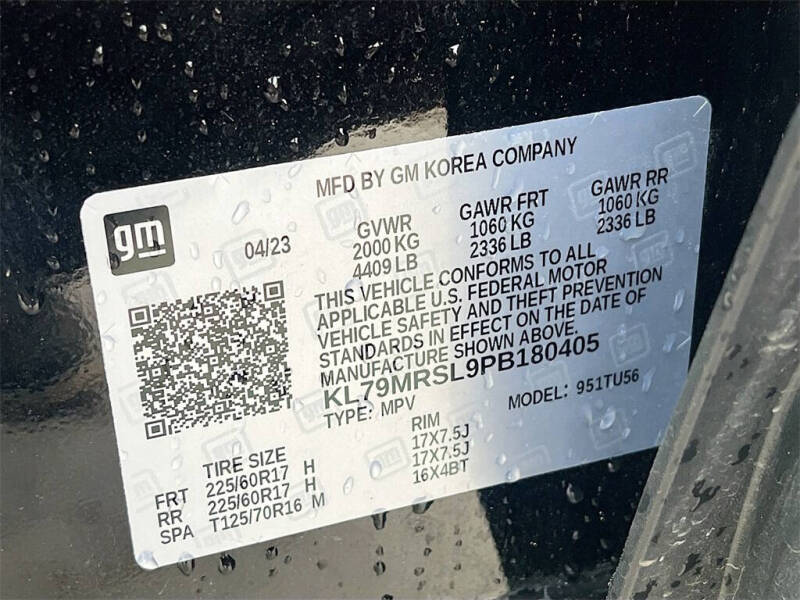 MFD BY GM KOREA COMPANY
gm
04/23
GVWR
2000 KG
4409 LB
GAWR FRT
1060 KG
2336 LB
GAWR RR
1060 KG
2336 LB
THIS VEHICLE CONFORMS TO ALL
APPLICABLE U.S. FEDERAL MOTOR
VEHICLE SAFETY AND THEFT PREVENTION
STANDARDS IN EFFECT ON THE DATE OF
MANUFACTURE SHOWN ABOVE.
KL79MRSL9PB180405
TYPE: MPV
MODEL: 951TU56
TIRE SIZE RIM
FRT 225/60R17 H 17X7.5J
RR 225/60R17 H 17X7.5J
SPA T125/70R16 M 16X4BT